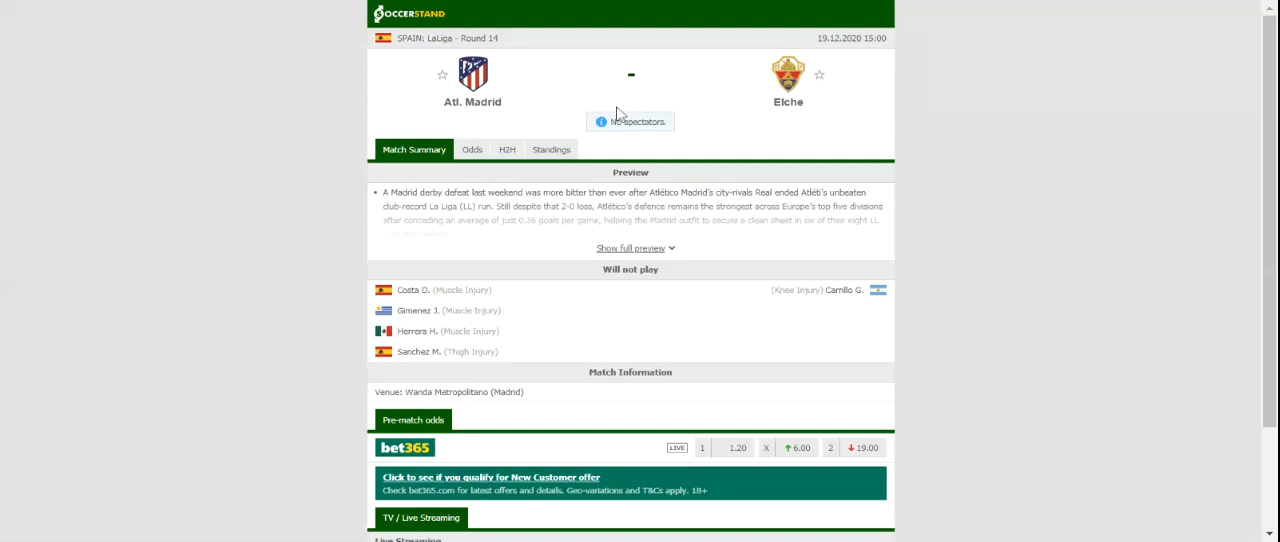 SOCCERSTAND
SPAIN: LaLiga - Round 14 19.12.2020 15:00
-
Atl. Madrid Elche
No spectators.
Match Summary Odds H2H Standings
Preview
• A Madrid derby defeat last weekend was more bitter than ever after Atlético Madrid's city-rivals Real ended Atléti's unbeaten
club-record La Liga (LL) run. Still despite that 2-0 loss, Atlético's defence remains the strongest across Europe's top five divisions
after conceding an average of just 0.36 goals per game, helping the Madrid outfit to secure a clean sheet in six of their eight LL
Show full preview
Will not play
Costa D. (Muscle Injury) (Knee Injury) Carrillo G.
Gimenez J. (Muscle Injury)
Herrera H. (Muscle Injury)
Sanchez M. (Thigh Injury)
Match Information
Venue: Wanda Metropolitano (Madrid)
Pre-match odds
bet365 LIVE 1 1.20 X 6.00 2 19.00
Click to see if you qualify for New Customer offer
Check bet365.com for latest offers and details. Geo-variations and T&Cs apply. 18+
TV / Live Streaming
Live Streaming